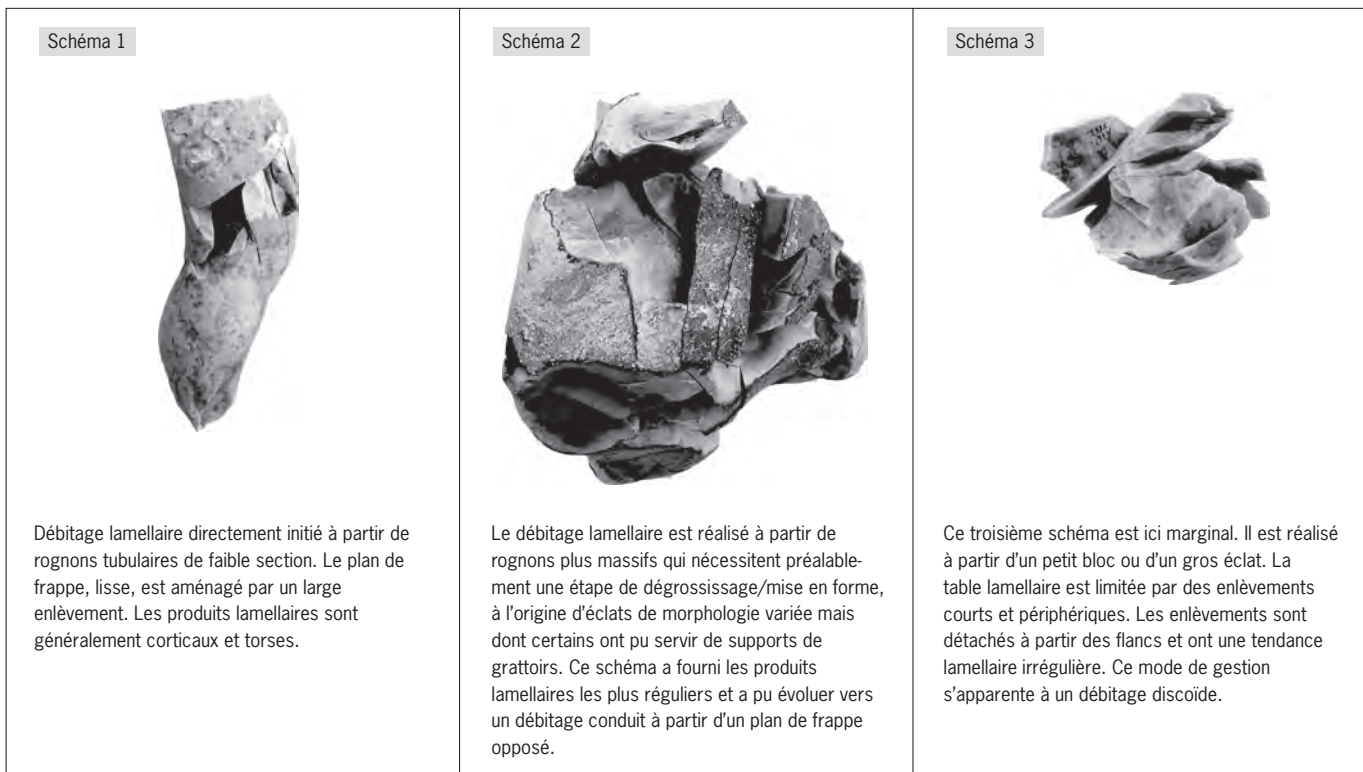 Schéma 1
Débitage lamellaire directement initié à partir de
rognons tubulaires de faible section. Le plan de
frappe, lisse, est aménagé par un large
enlèvement. Les produits lamellaires sont
généralement corticaux et torses.
Schéma 2
Le débitage lamellaire est réalisé à partir de
rognons plus massifs qui nécessitent préalable-
ment une étape de dégrossissage/mise en forme,
à l'origine d'éclats de morphologie variée mais
dont certains ont pu servir de supports de
grattoirs. Ce schéma a fourni les produits
lamellaires les plus réguliers et a pu évoluer vers
un débitage conduit à partir d'un plan de frappe
opposé.
Schéma 3
Ce troisième schéma est ici marginal. Il est réalisé
à partir d'un petit bloc ou d'un gros éclat. La
table lamellaire est limitée par des enlèvements
courts et périphériques. Les enlèvements sont
détachés à partir des flancs et ont une tendance
lamellaire irrégulière. Ce mode de gestion
s'apparente à un débitage discoïde.